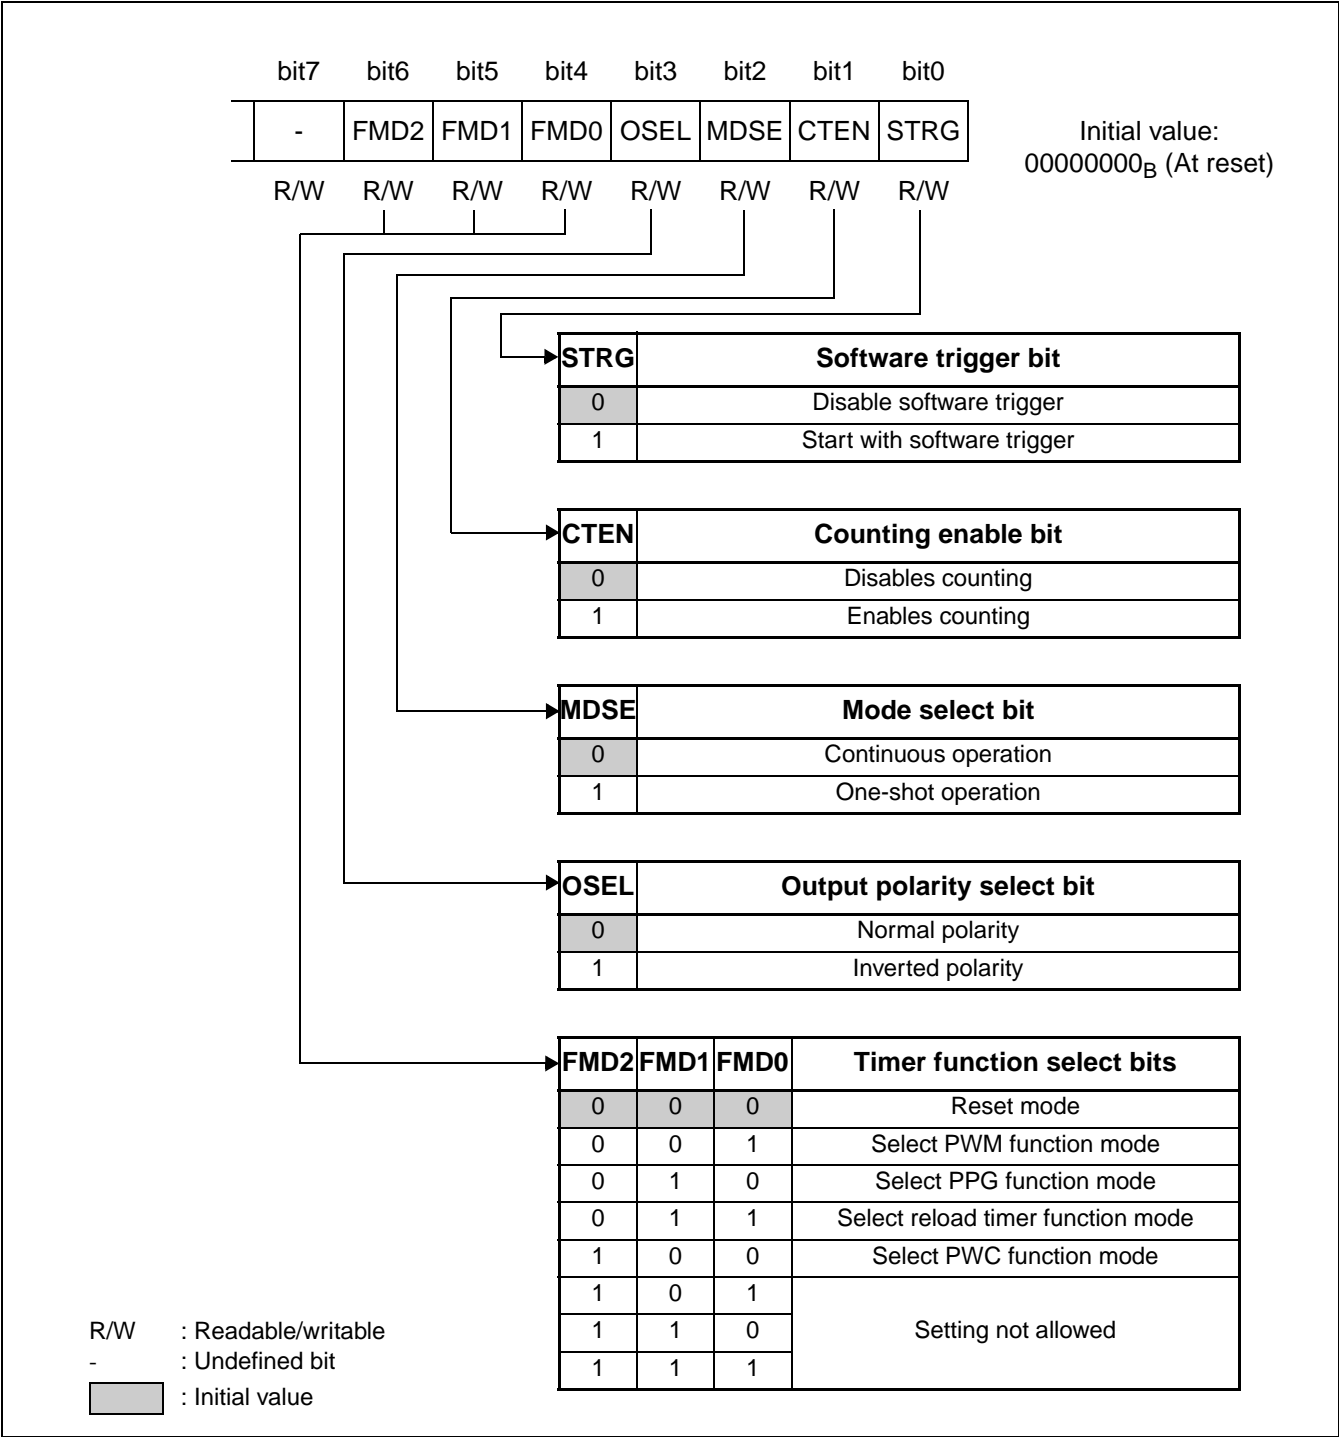 bit7 bit6 bit5 bit4 bit3 bit2 bit1 bit0
- FMD2 FMD1 FMD0 OSEL MDSE CTEN STRG
Initial value:
00000000B (At reset)
R/W R/W R/W R/W R/W R/W R/W R/W
STRG Software trigger bit
0 Disable software trigger
1 Start with software trigger
CTEN Counting enable bit
0 Disables counting
1 Enables counting
MDSE Mode select bit
0 Continuous operation
1 One-shot operation
OSEL Output polarity select bit
0 Normal polarity
1 Inverted polarity
FMD2 FMD1 FMD0 Timer function select bits
0 0 0 Reset mode
0 0 1 Select PWM function mode
0 1 0 Select PPG function mode
0 1 1 Select reload timer function mode
1 0 0 Select PWC function mode
1 0 1
1 1 0 Setting not allowed
1 1 1
R/W : Readable/writable
- : Undefined bit
: Initial value